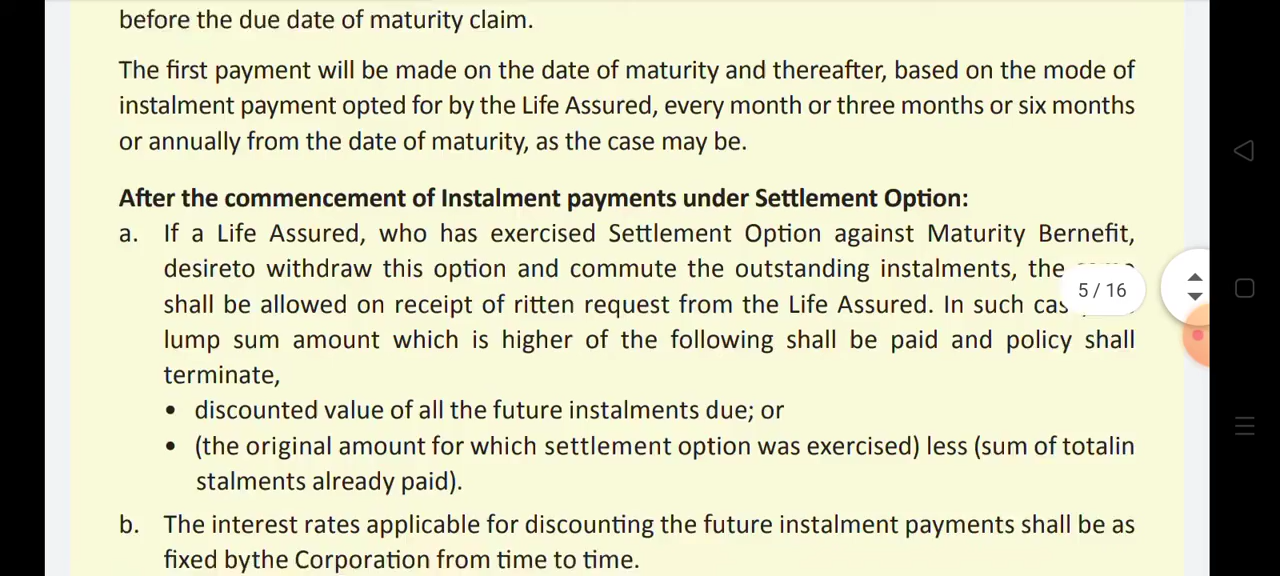 before the due date of maturity claim.
The first payment will be made on the date of maturity and thereafter, based on the mode of
instalment payment opted for by the Life Assured, every month or three months or six months
or annually from the date of maturity, as the case may be.
After the commencement of Instalment payments under Settlement Option:
a. If a Life Assured, who has exercised Settlement Option against Maturity Bernefit,
desireto withdraw this option and commute the outstanding instalments, the
shall be allowed on receipt of ritten request from the Life Assured. In such
5 / 16
lump sum amount which is higher of the following shall be paid and policy shall
terminate,
• discounted value of all the future instalments due; or
• (the original amount for which settlement option was exercised) less (sum of totalin
stalments already paid).
b. The interest rates applicable for discounting the future instalment payments shall be as
fixed bythe Corporation from time to time.